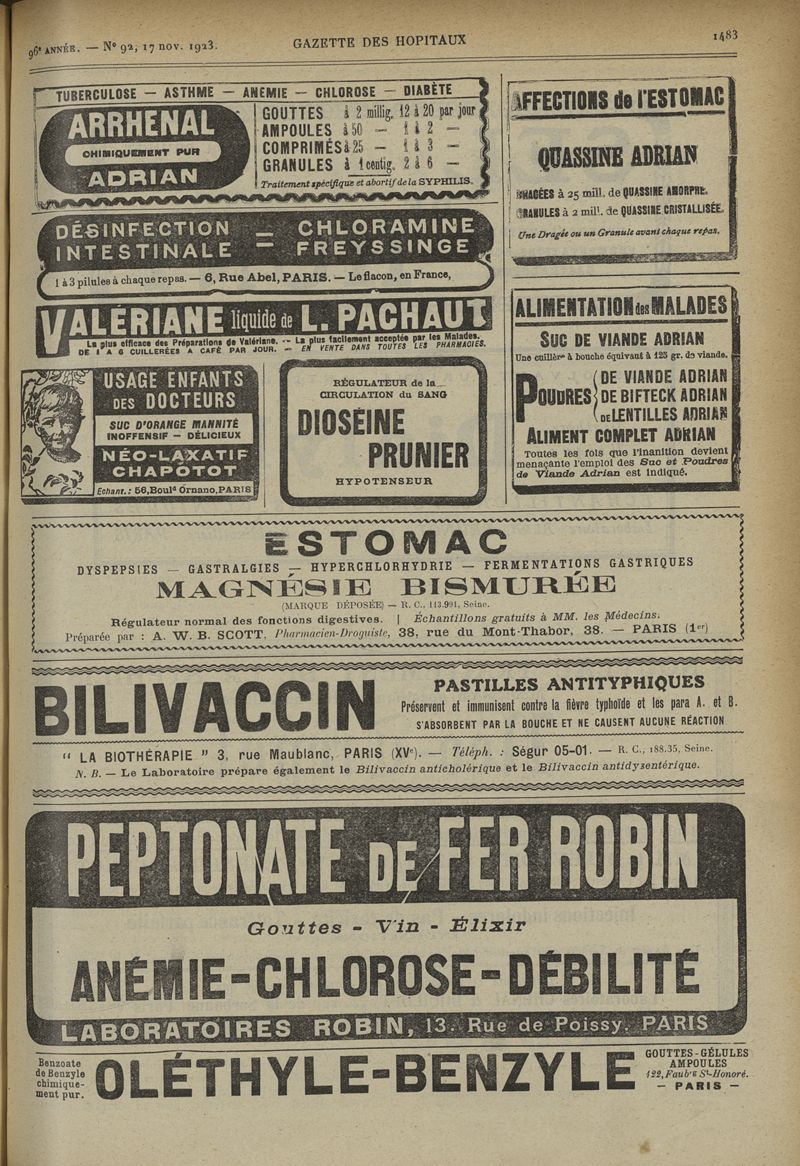 96e ANNÉE. — No 92, 17 nov. 1923.
GAZETTE DES HOPITAUX
1483
TUBERCULOSE — ASTHME — ANEMIE — CHLOROSE — DIABÈTE
ARRHENAL
CHIMIQUEMENT PUR
ADRIAN
GOUTTES à 2 millig. 12 à 20 par jour
AMPOULES à 50 — 1 à 2 —
COMPRIMÉS à 25 — 1 à 3 —
GRANULES à 1 centig. 2 à 6 —
Traitement spécifique et abortif de la SYPHILIS.
DÉSINFECTION = CHLORAMINE
INTESTINALE = FREYSSINGE
1 à 3 pilules à chaque repas. — 6, Rue Abel, PARIS. — Le flacon, en France,
VALÉRIANE liquide de L. PACHAUT
La plus efficace des Préparations de Valériane. -- La plus facilement acceptée par les Malades.
DE 1 A 6 CUILLERÉES A CAFÉ PAR JOUR. — EN VENTE DANS TOUTES LES PHARMACIES.
USAGE ENFANTS
DES DOCTEURS
SUC D'ORANGE MANNITÉ
INOFFENSIF — DÉLICIEUX
NÉO-LAXATIF
CHAPOTOT
Echant.: 56, Bould Ornano, PARIS
RÉGULATEUR de la
CIRCULATION du SANG
DIOSÉINE
PRUNIER
HYPOTENSEUR
AFFECTIONS de l'ESTOMAC
QUASSINE ADRIAN
DRAGÉES à 25 mill. de QUASSINE AMORPHE.
GRANULES à 2 mill. de QUASSINE CRISTALLISÉE.
Une Dragée ou un Granule avant chaque repas.
ALIMENTATION des MALADES
SUC DE VIANDE ADRIAN
Une cuillère à bouche équivaut à 125 gr. de viande.
POUDRES
DE VIANDE ADRIAN
DE BIFTECK ADRIAN
DE LENTILLES ADRIAN
ALIMENT COMPLET ADRIAN
Toutes les fois que l'inanition devient
menaçante l'emploi des Suc et Poudres
de Viande Adrian est indiqué.
ESTOMAC
DYSPEPSIES — GASTRALGIES — HYPERCHLORHYDRIE — FERMENTATIONS GASTRIQUES
MAGNÉSIE BISMURÉE
(MARQUE DÉPOSÉE) — R. C., 113.991, Seine.
Régulateur normal des fonctions digestives. | Échantillons gratuits à MM. les Médecins.
Préparée par : A. W. B. SCOTT, Pharmacien-Droguiste, 38, rue du Mont-Thabor, 38. — PARIS (1er)
BILIVACCIN
PASTILLES ANTITYPHIQUES
Préservent et immunisent contre la fièvre typhoïde et les para A. et B.
S'ABSORBENT PAR LA BOUCHE ET NE CAUSENT AUCUNE RÉACTION
“ LA BIOTHÉRAPIE ” 3, rue Maublanc, PARIS (XVe). — Téléph. : Ségur 05-01. — R. C., 188.35, Seine.
N. B. — Le Laboratoire prépare également le Bilivaccin anticholérique et le Bilivaccin antidysentérique.
PEPTONATE DE FER ROBIN
Gouttes - Vin - Élixir
ANÉMIE-CHLOROSE-DÉBILITÉ
LABORATOIRES ROBIN, 13. Rue de Poissy. PARIS
Benzoate
de Benzyle
chimique-
ment pur.
OLÉTHYLE-BENZYLE
GOUTTES-GÉLULES
AMPOULES
122, Faubg St-Honoré.
— PARIS —